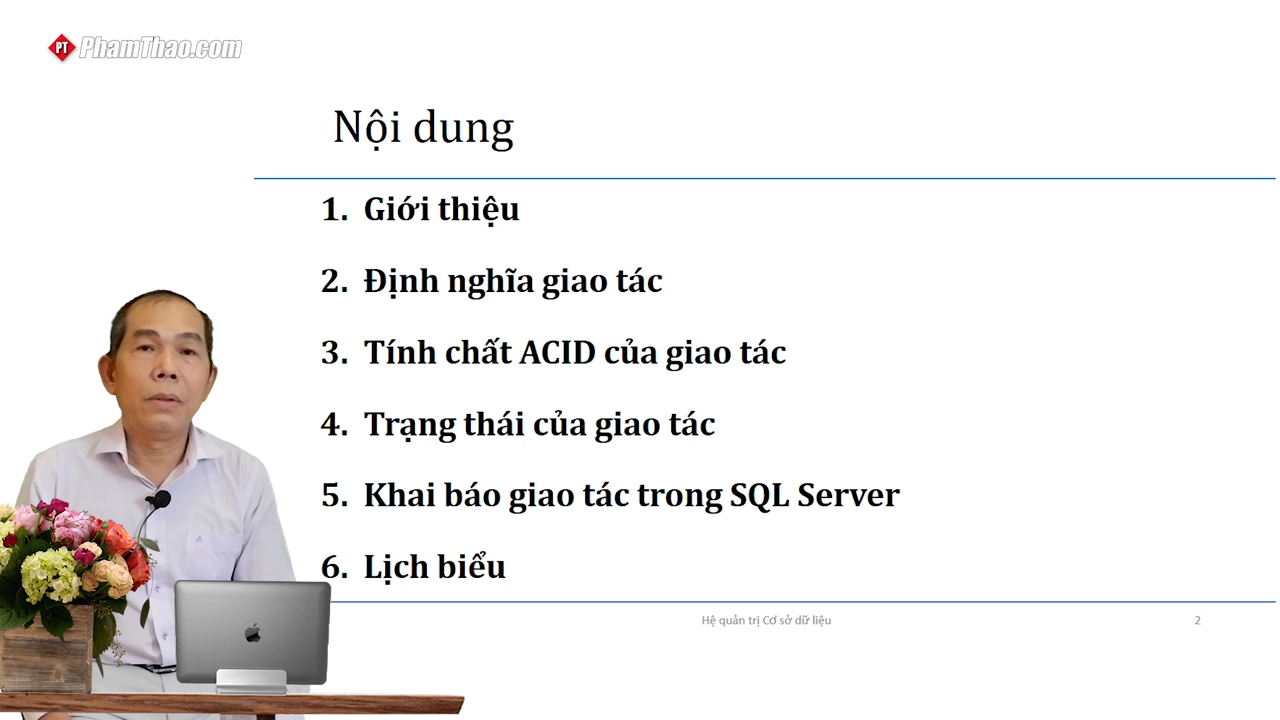 PT PhamThao.com
Nội dung
1. Giới thiệu
2. Định nghĩa giao tác
3. Tính chất ACID của giao tác
4. Trạng thái của giao tác
5. Khai báo giao tác trong SQL Server
6. Lịch biểu
Hệ quản trị Cơ sở dữ liệu 2